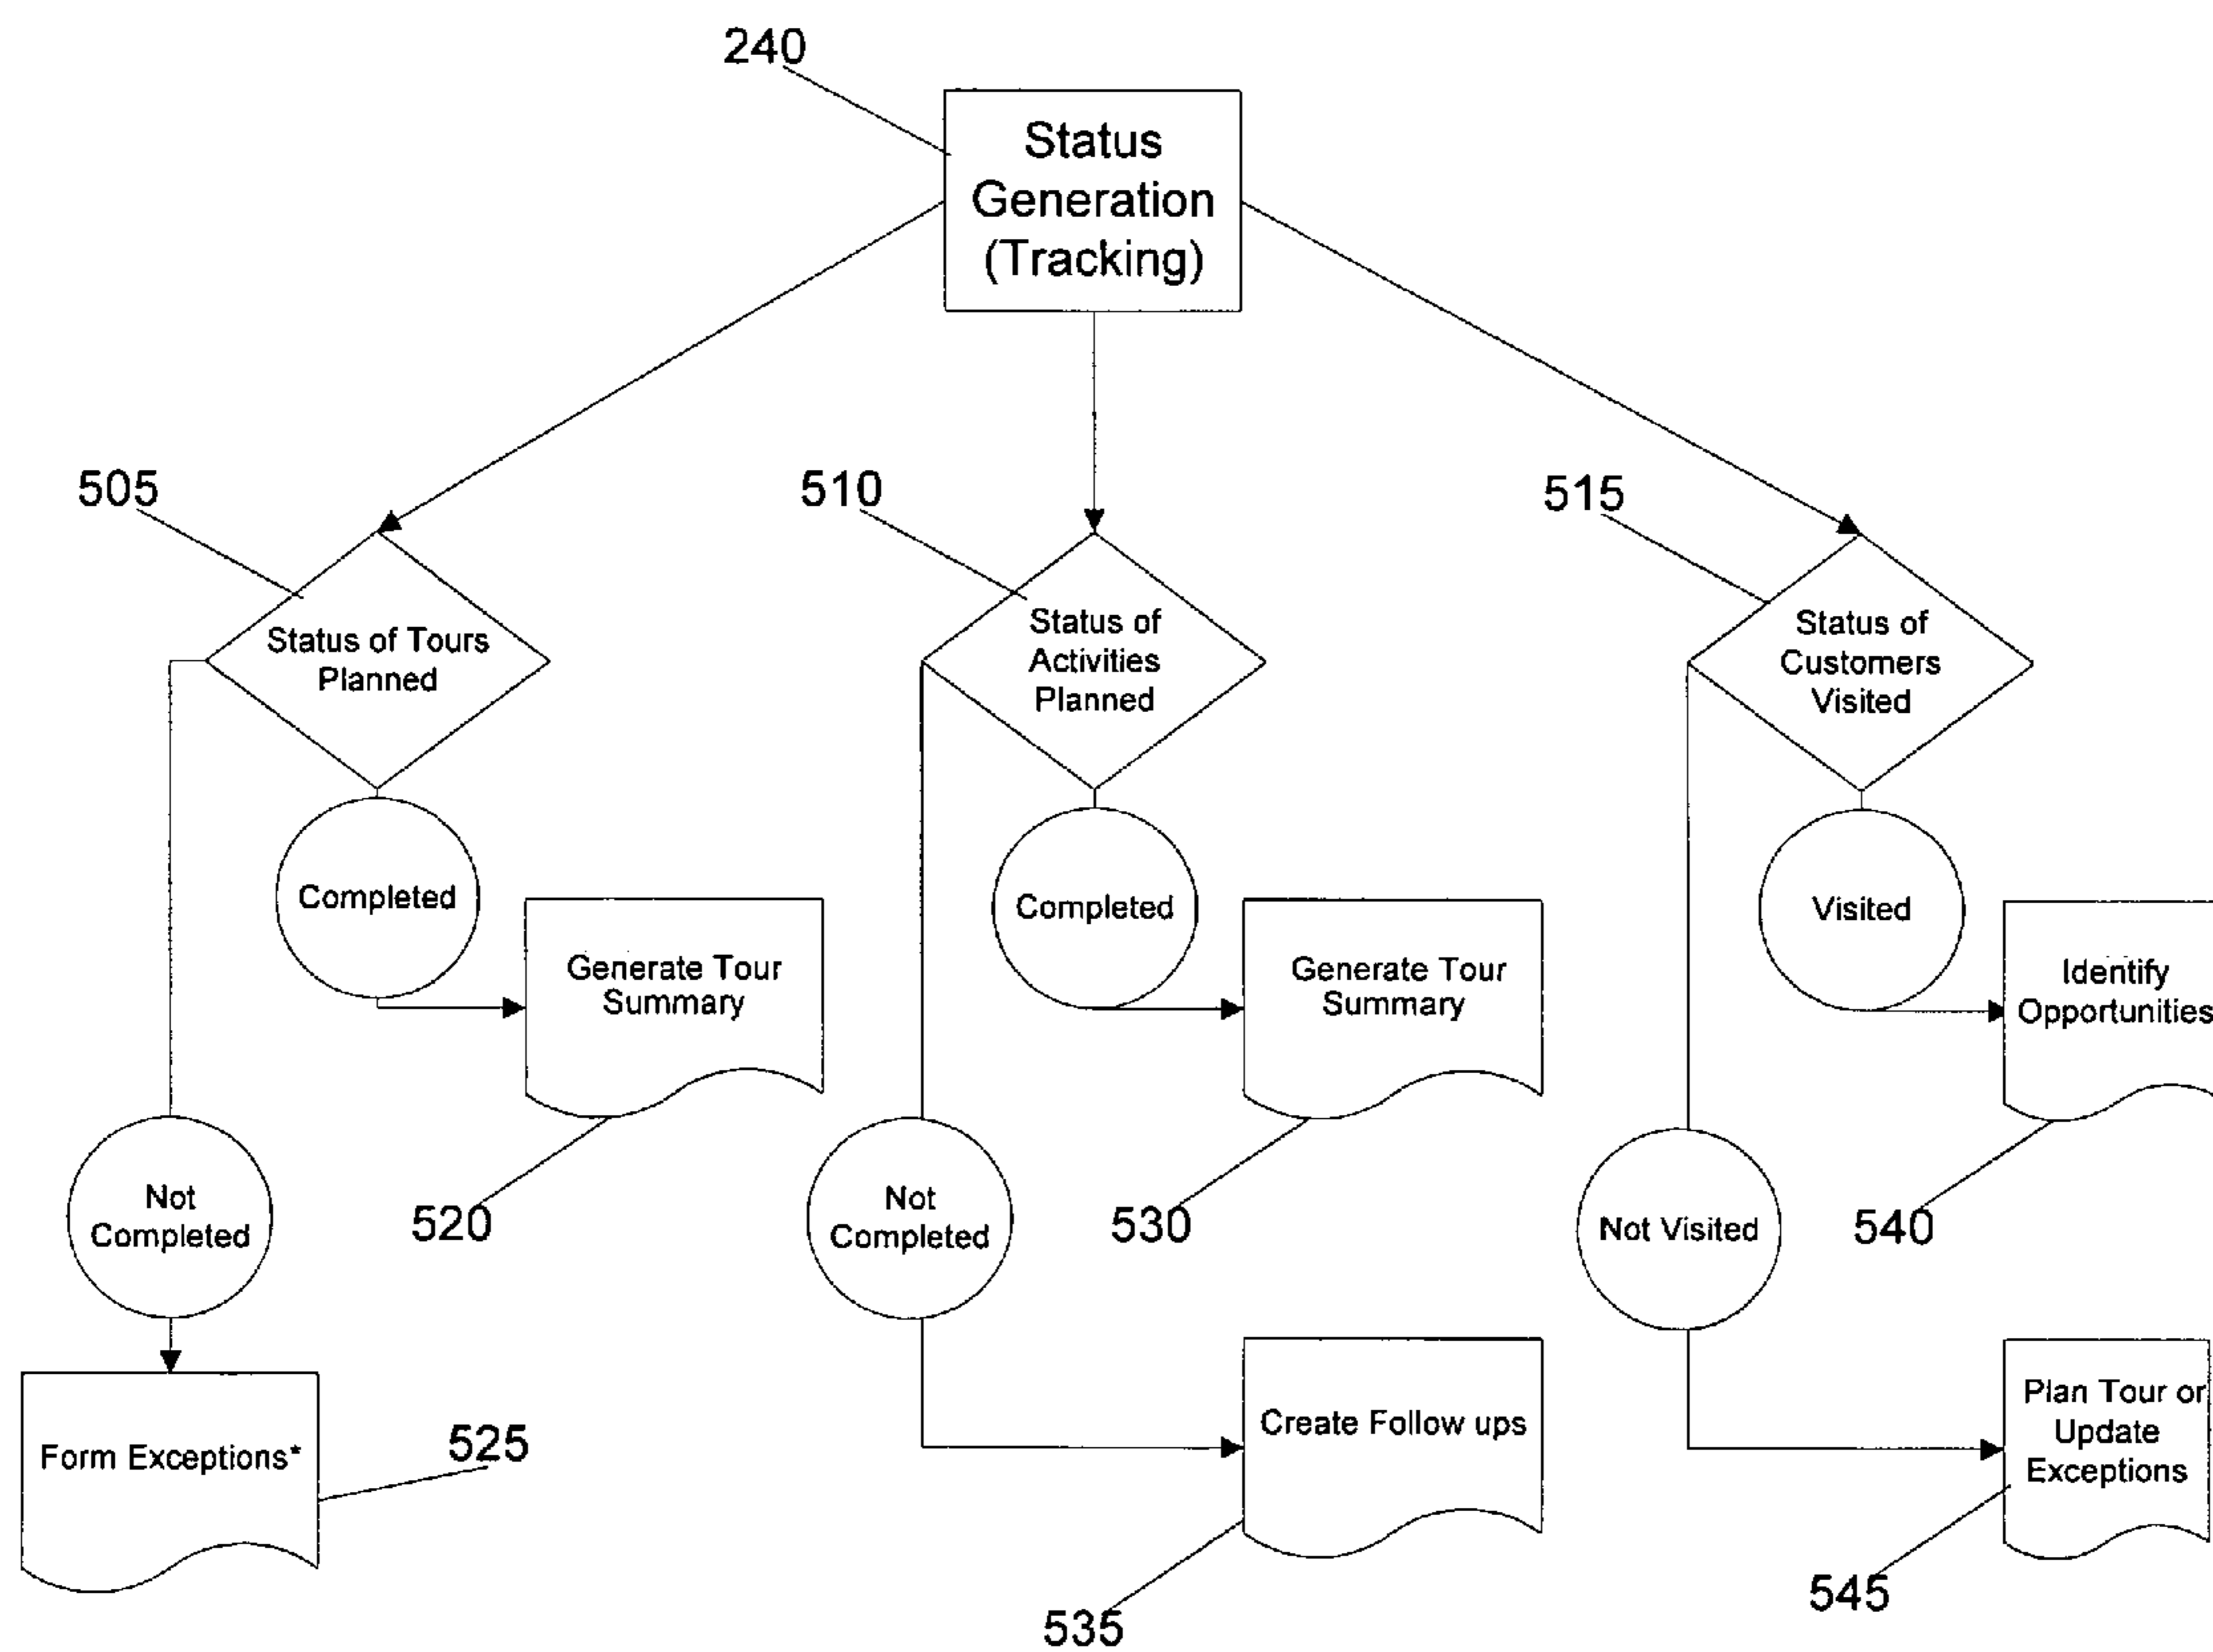 240
Status
Generation
(Tracking)
505
510
515
Status of Tours
Planned
Status of
Activities
Planned
Status of
Customers
Visited
Completed
Completed
Visited
Generate Tour
Summary
Generate Tour
Summary
Identify
Opportunities
Not
Completed
520
Not
Completed
530
Not Visited
540
Form Exceptions*
525
Create Follow ups
Plan Tour or
Update
Exceptions
535
545